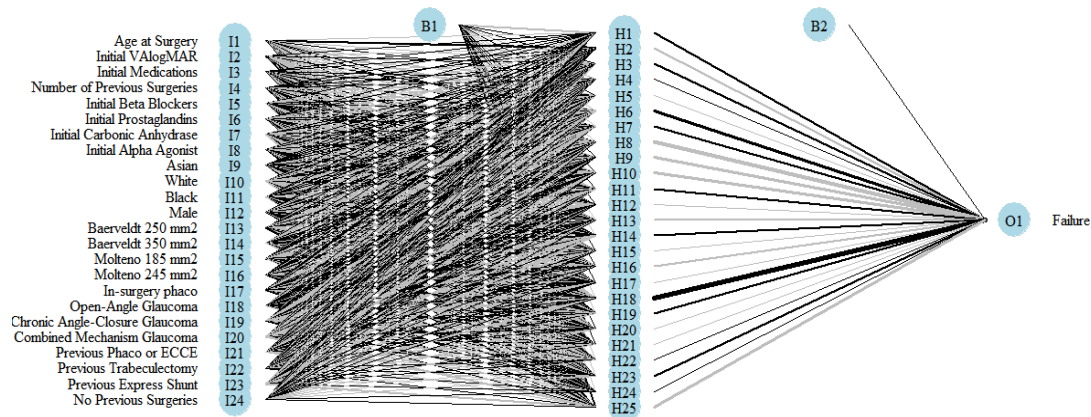 B1
B2
Age at Surgery I1 H1
Initial VAlogMAR I2 H2
Initial Medications I3 H3
Number of Previous Surgeries I4 H4
Initial Beta Blockers I5 H5
Initial Prostaglandins I6 H6
Initial Carbonic Anhydrase I7 H7
Initial Alpha Agonist I8 H8
Asian I9 H9
White I10 H10
Black I11 H11
Male I12 H12
Baerveldt 250 mm2 I13 H13 O1 Failure
Baerveldt 350 mm2 I14 H14
Molteno 185 mm2 I15 H15
Molteno 245 mm2 I16 H16
In-surgery phaco I17 H17
Open-Angle Glaucoma I18 H18
Chronic Angle-Closure Glaucoma I19 H19
Combined Mechanism Glaucoma I20 H20
Previous Phaco or ECCE I21 H21
Previous Trabeculectomy I22 H22
Previous Express Shunt I23 H23
No Previous Surgeries I24 H24
H25